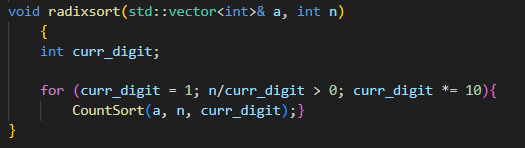 void radixsort(std::vector<int>& a, int n)
{
int curr_digit;
for (curr_digit = 1; n/curr_digit > 0; curr_digit *= 10){
CountSort(a, n, curr_digit);}
}